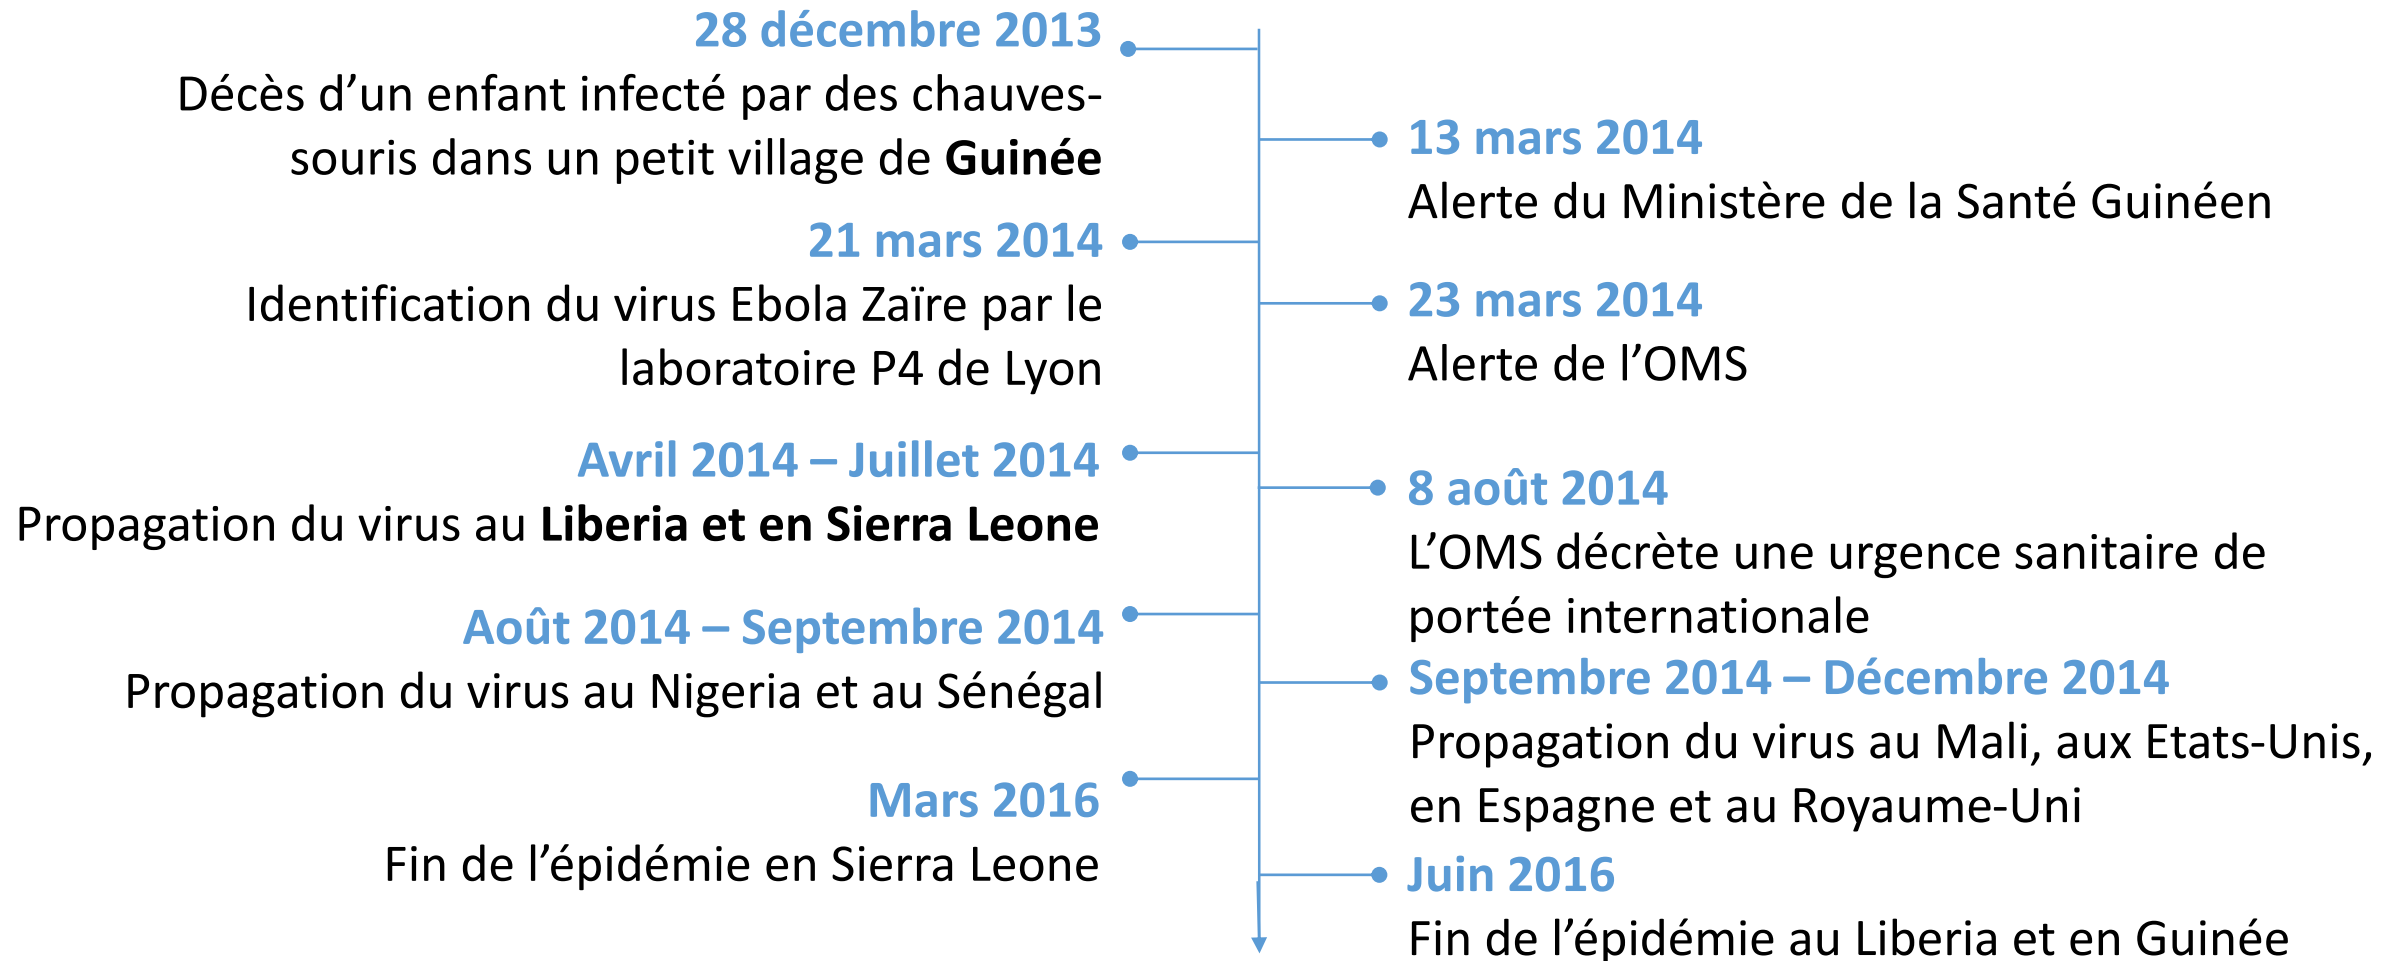 28 décembre 2013
Décès d’un enfant infecté par des chauves-
souris dans un petit village de Guinée
13 mars 2014
Alerte du Ministère de la Santé Guinéen
21 mars 2014
Identification du virus Ebola Zaïre par le
laboratoire P4 de Lyon
23 mars 2014
Alerte de l’OMS
Avril 2014 – Juillet 2014
Propagation du virus au Liberia et en Sierra Leone
8 août 2014
L’OMS décrète une urgence sanitaire de
portée internationale
Août 2014 – Septembre 2014
Propagation du virus au Nigeria et au Sénégal
Septembre 2014 – Décembre 2014
Propagation du virus au Mali, aux Etats-Unis,
en Espagne et au Royaume-Uni
Mars 2016
Fin de l’épidémie en Sierra Leone
Juin 2016
Fin de l’épidémie au Liberia et en Guinée